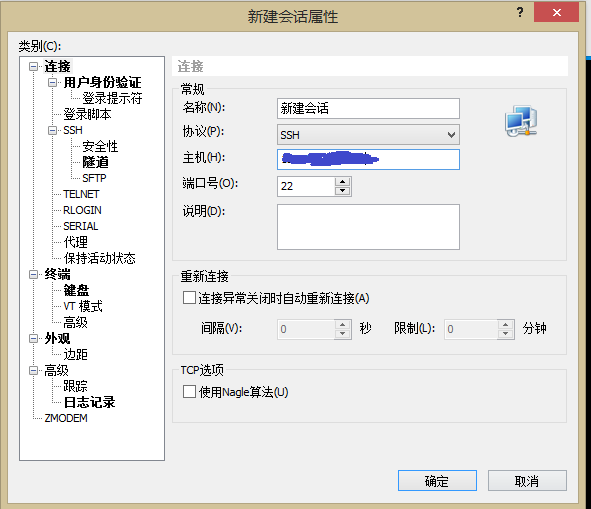 新建会话属性
?
类别(C):
连接
用户身份验证
登录提示符
登录脚本
SSH
安全性
隧道
SFTP
TELNET
RLOGIN
SERIAL
代理
保持活动状态
终端
键盘
VT 模式
高级
外观
边距
高级
跟踪
日志记录
ZMODEM
连接
常规
名称(N): 新建会话
协议(P): SSH
主机(H):
端口号(O): 22
说明(D):
重新连接
连接异常关闭时自动重新连接(A)
间隔(V): 0 秒 限制(L): 0 分钟
TCP选项
使用Nagle算法(U)
确定 取消